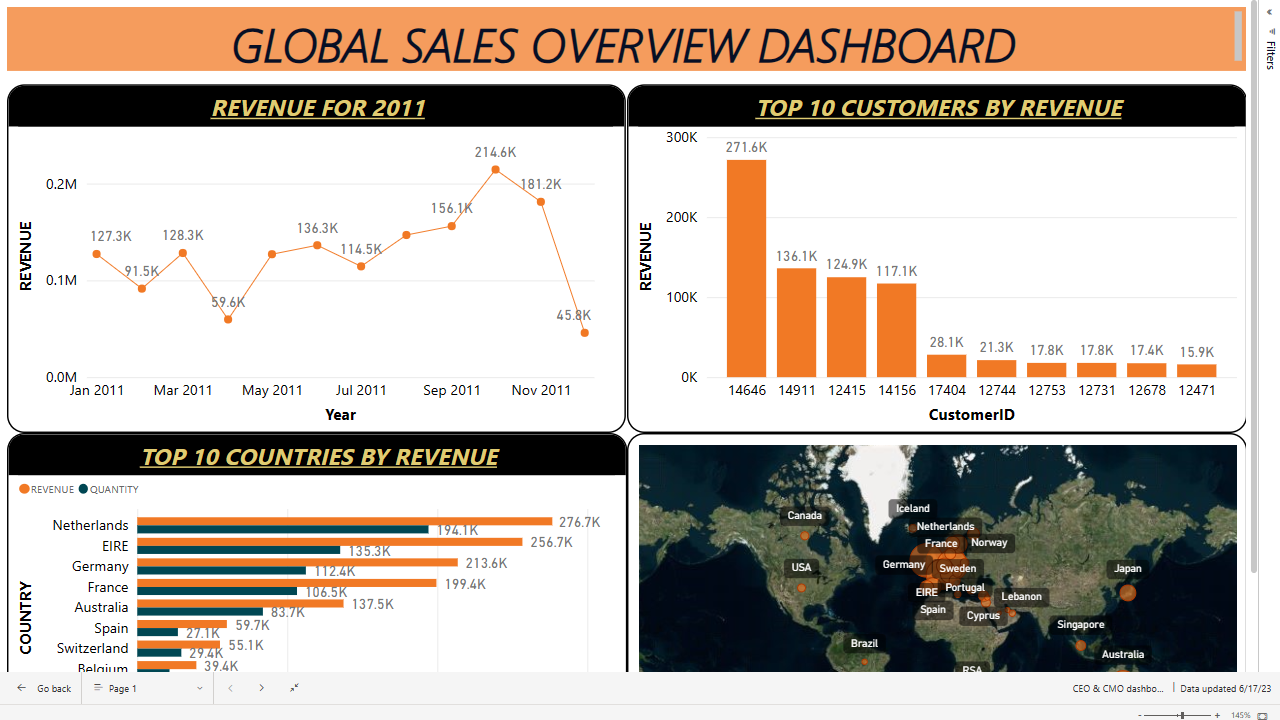 GLOBAL SALES OVERVIEW DASHBOARD
Filters
REVENUE FOR 2011
REVENUE
0.2M
0.1M
0.0M
127.3K
91.5K
128.3K
59.6K
136.3K
114.5K
156.1K
214.6K
181.2K
45.8K
Jan 2011 Mar 2011 May 2011 Jul 2011 Sep 2011 Nov 2011
Year
TOP 10 CUSTOMERS BY REVENUE
REVENUE
300K
200K
100K
0K
271.6K 136.1K 124.9K 117.1K 28.1K 21.3K 17.8K 17.8K 17.4K 15.9K
14646 14911 12415 14156 17404 12744 12753 12731 12678 12471
CustomerID
TOP 10 COUNTRIES BY REVENUE
REVENUE QUANTITY
COUNTRY
Netherlands 276.7K
194.1K
EIRE 256.7K
135.3K
Germany 213.6K
112.4K
France 199.4K
106.5K
Australia 137.5K
83.7K
Spain 59.7K
27.1K
Switzerland 55.1K
29.4K
Belgium 39.4K
Iceland
Canada
Netherlands
France
Norway
Germany
Sweden
USA
Japan
Portugal
EIRE
Lebanon
Spain
Cyprus
Singapore
Brazil
Australia
RSA
Go back
Page 1
CEO & CMO dashbo...
Data updated 6/17/23
- + 145%